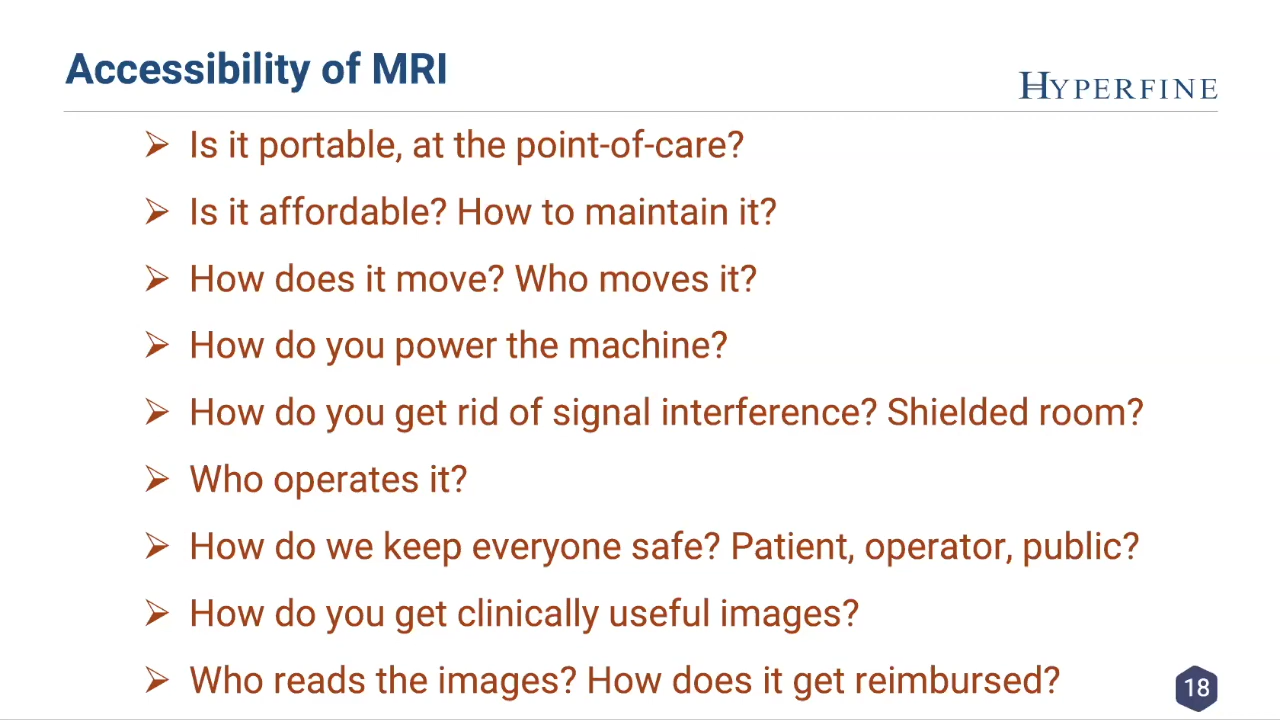 Accessibility of MRI
HYPERFINE
➢ Is it portable, at the point-of-care?
➢ Is it affordable? How to maintain it?
➢ How does it move? Who moves it?
➢ How do you power the machine?
➢ How do you get rid of signal interference? Shielded room?
➢ Who operates it?
➢ How do we keep everyone safe? Patient, operator, public?
➢ How do you get clinically useful images?
➢ Who reads the images? How does it get reimbursed?
18